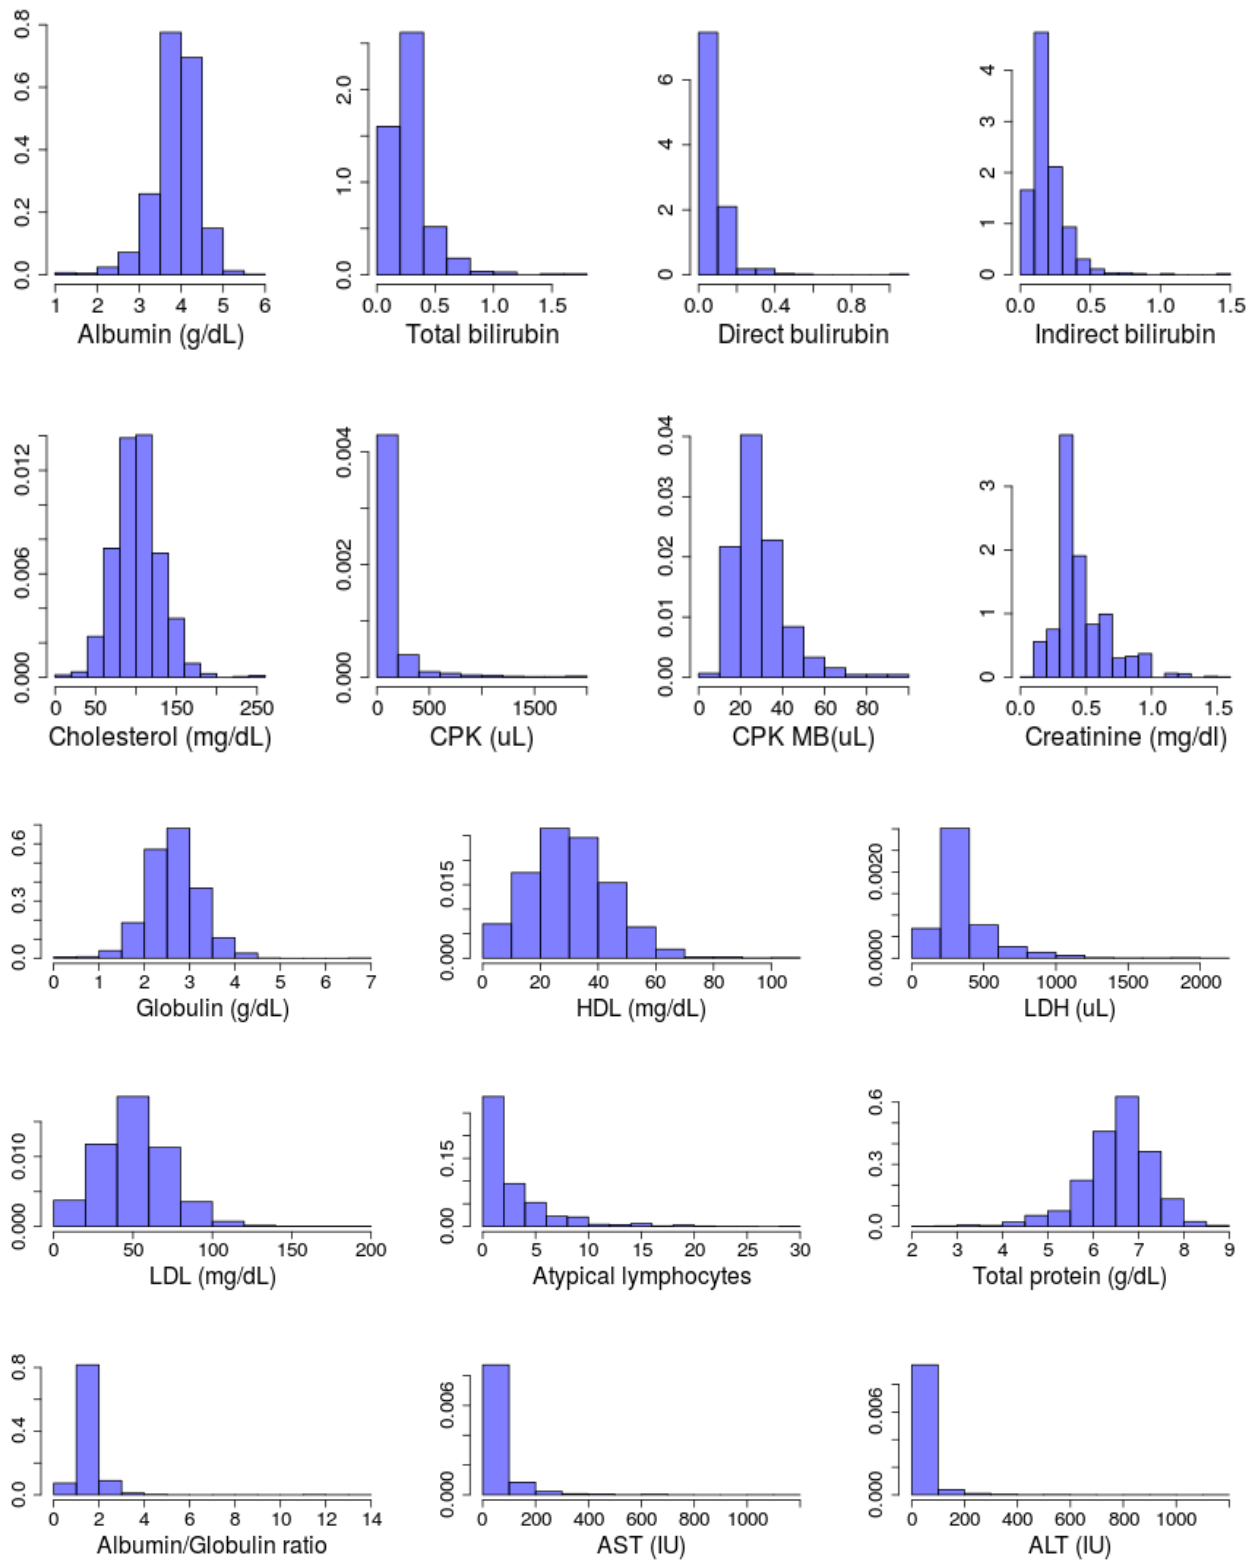 0.0 0.2 0.4 0.6 0.8
1 2 3 4 5 6
Albumin (g/dL)
0.0 1.0 2.0
0.0 0.5 1.0 1.5
Total bilirubin
0 2 4 6
0.0 0.4 0.8
Direct bulirubin
0 1 2 3 4
0.0 0.5 1.0 1.5
Indirect bilirubin
0.000 0.006 0.012
0 50 150 250
Cholesterol (mg/dL)
0.000 0.002 0.004
0 500 1500
CPK (uL)
0.00 0.01 0.02 0.03 0.04
0 20 40 60 80
CPK MB(uL)
0 1 2 3
0.0 0.5 1.0 1.5
Creatinine (mg/dl)
0.0 0.3 0.6
0 1 2 3 4 5 6 7
Globulin (g/dL)
0.000 0.015
0 20 40 60 80 100
HDL (mg/dL)
0.0000 0.0020
0 500 1000 1500 2000
LDH (uL)
0.000 0.010
0 50 100 150 200
LDL (mg/dL)
0.00 0.15
0 5 10 15 20 25 30
Atypical lymphocytes
0.0 0.3 0.6
2 3 4 5 6 7 8 9
Total protein (g/dL)
0.0 0.4 0.8
0 2 4 6 8 10 12 14
Albumin/Globulin ratio
0.000 0.006
0 200 400 600 800 1000
AST (IU)
0.000 0.006
0 200 400 600 800 1000
ALT (IU)